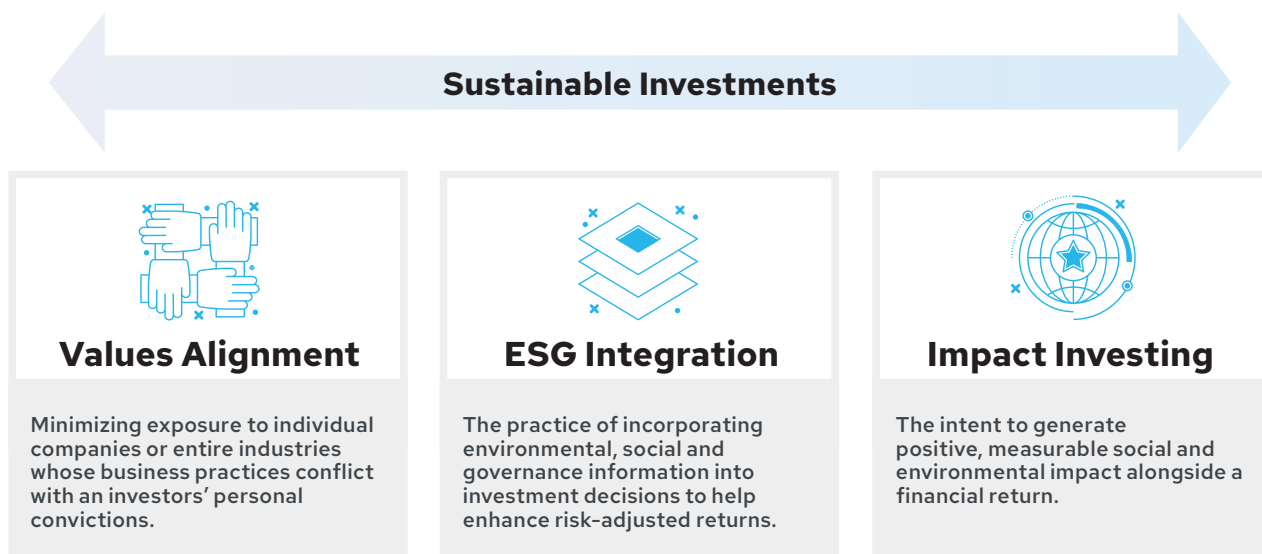 Sustainable Investments
Values Alignment
Minimizing exposure to individual
companies or entire industries
whose business practices conflict
with an investors’ personal
convictions.
ESG Integration
The practice of incorporating
environmental, social and
governance information into
investment decisions to help
enhance risk-adjusted returns.
Impact Investing
The intent to generate
positive, measurable social and
environmental impact alongside a
financial return.